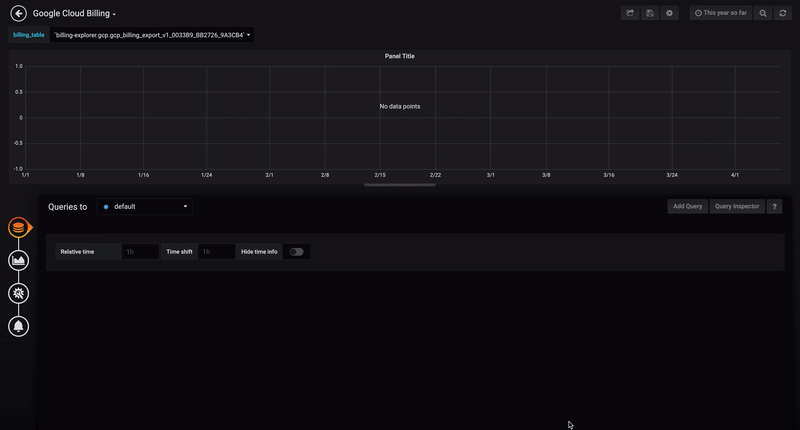 Google Cloud Billing
This year so far
billing_table
`billing-explorer.gcp.gcp_billing_export_v1_0033B9_BB2726_9A3CB4`
Panel Title
1.0
0.5
0
-0.5
-1.0
No data points
1/1 1/8 1/16 1/24 2/1 2/8 2/15 2/22 3/1 3/8 3/16 3/24 4/1
Queries to default Add Query Query Inspector ?
Relative time 1h Time shift 1h Hide time info